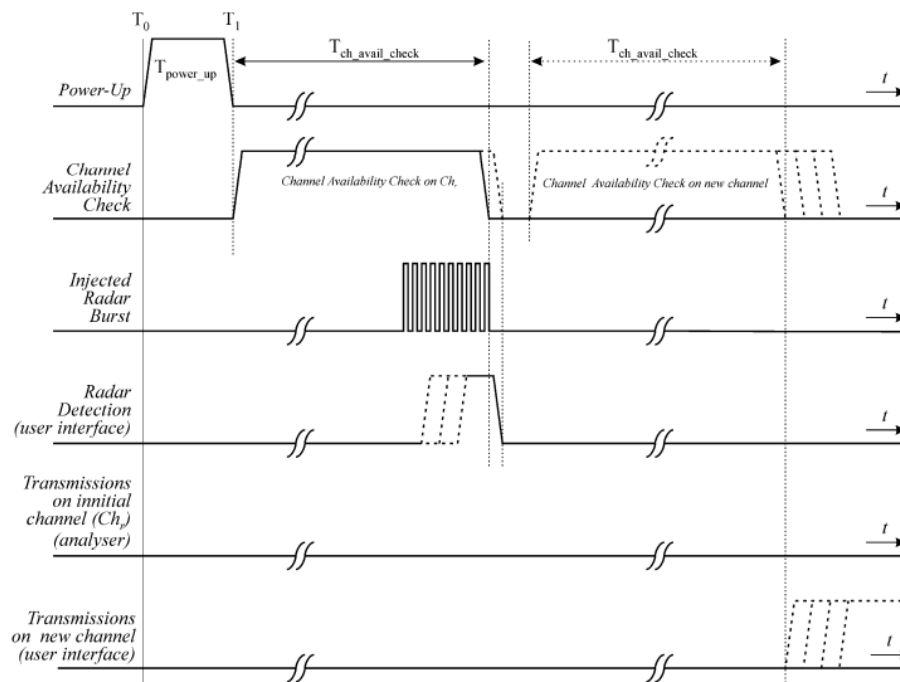 T0 T1
Tch_avail_check
Tch_avail_check
Tpower_up
Power-Up
t
Channel
Availability
Check
Channel Availability Check on Chr
Channel Availability Check on new channel
t
Injected
Radar
Burst
t
Radar
Detection
(user interface)
t
Transmissions
on innitial
channel (Chp)
(analyser)
t
Transmissions
on new channel
(user interface)
t